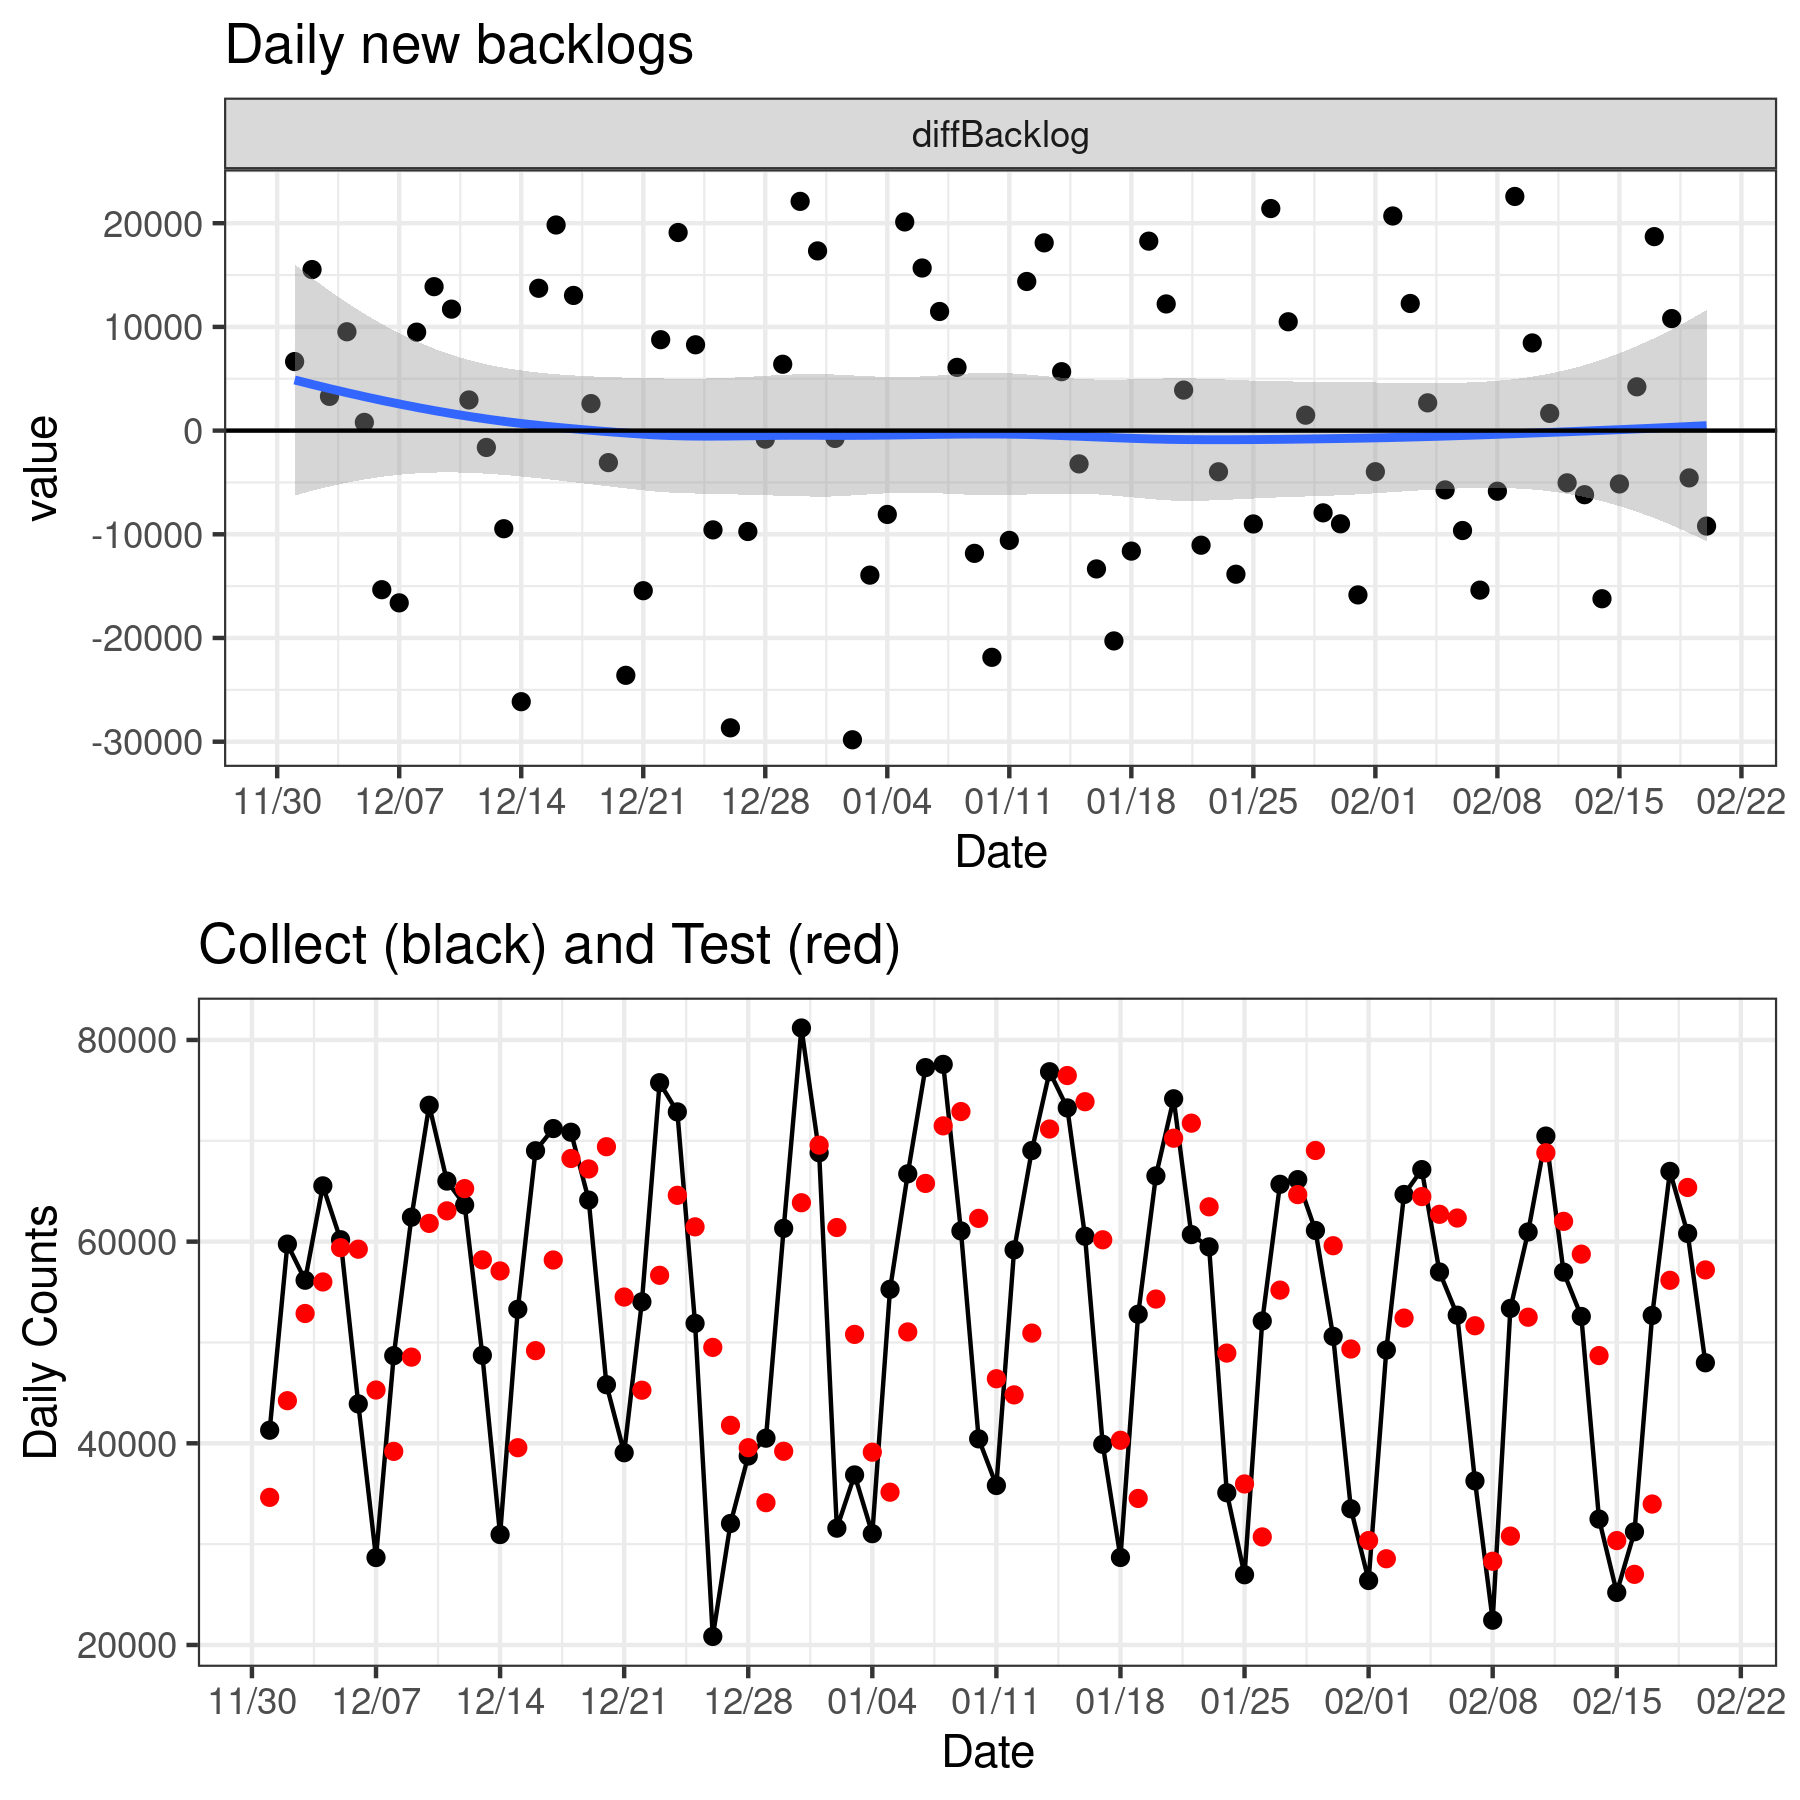 Daily new backlogs
diffBacklog
20000
10000
0
-10000
-20000
-30000
value
11/30 12/07 12/14 12/21 12/28 01/04 01/11 01/18 01/25 02/01 02/08 02/15 02/22
Date
Collect (black) and Test (red)
80000
60000
40000
20000
Daily Counts
11/30 12/07 12/14 12/21 12/28 01/04 01/11 01/18 01/25 02/01 02/08 02/15 02/22
Date